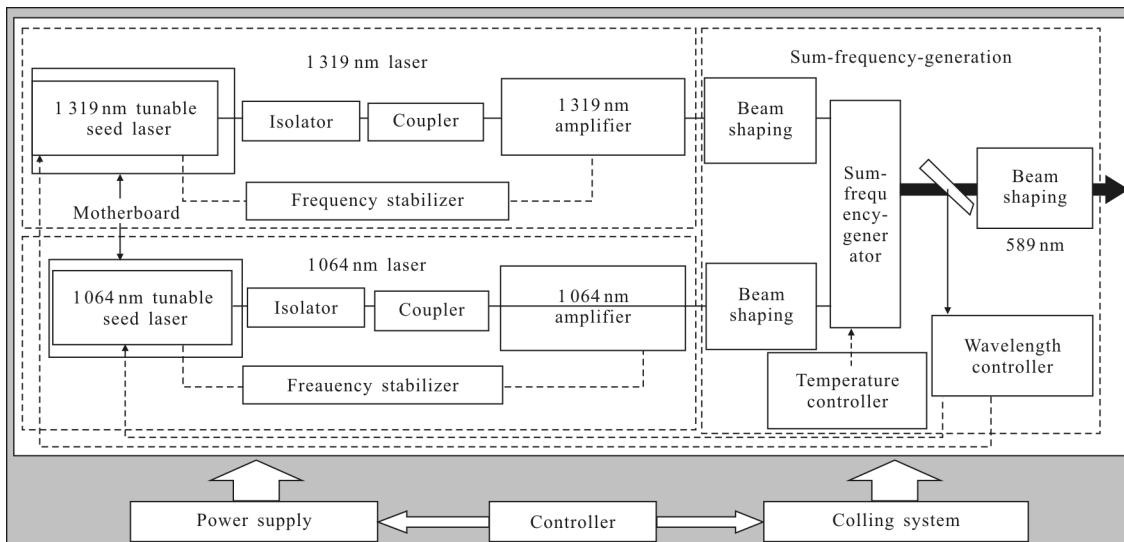 1 319 nm laser
Sum-frequency-generation
1 319 nm tunable
seed laser
Isolator
Coupler
1 319 nm
amplifier
Beam
shaping
Sum-
frequ-
ency-
gener
ator
Beam
shaping
589 nm
Frequency stabilizer
Motherboard
1 064 nm laser
1 064 nm tunable
seed laser
Isolator
Coupler
1 064 nm
amplifier
Beam
shaping
Freauency stabilizer
Temperature
controller
Wavelength
controller
Power supply
Controller
Colling system